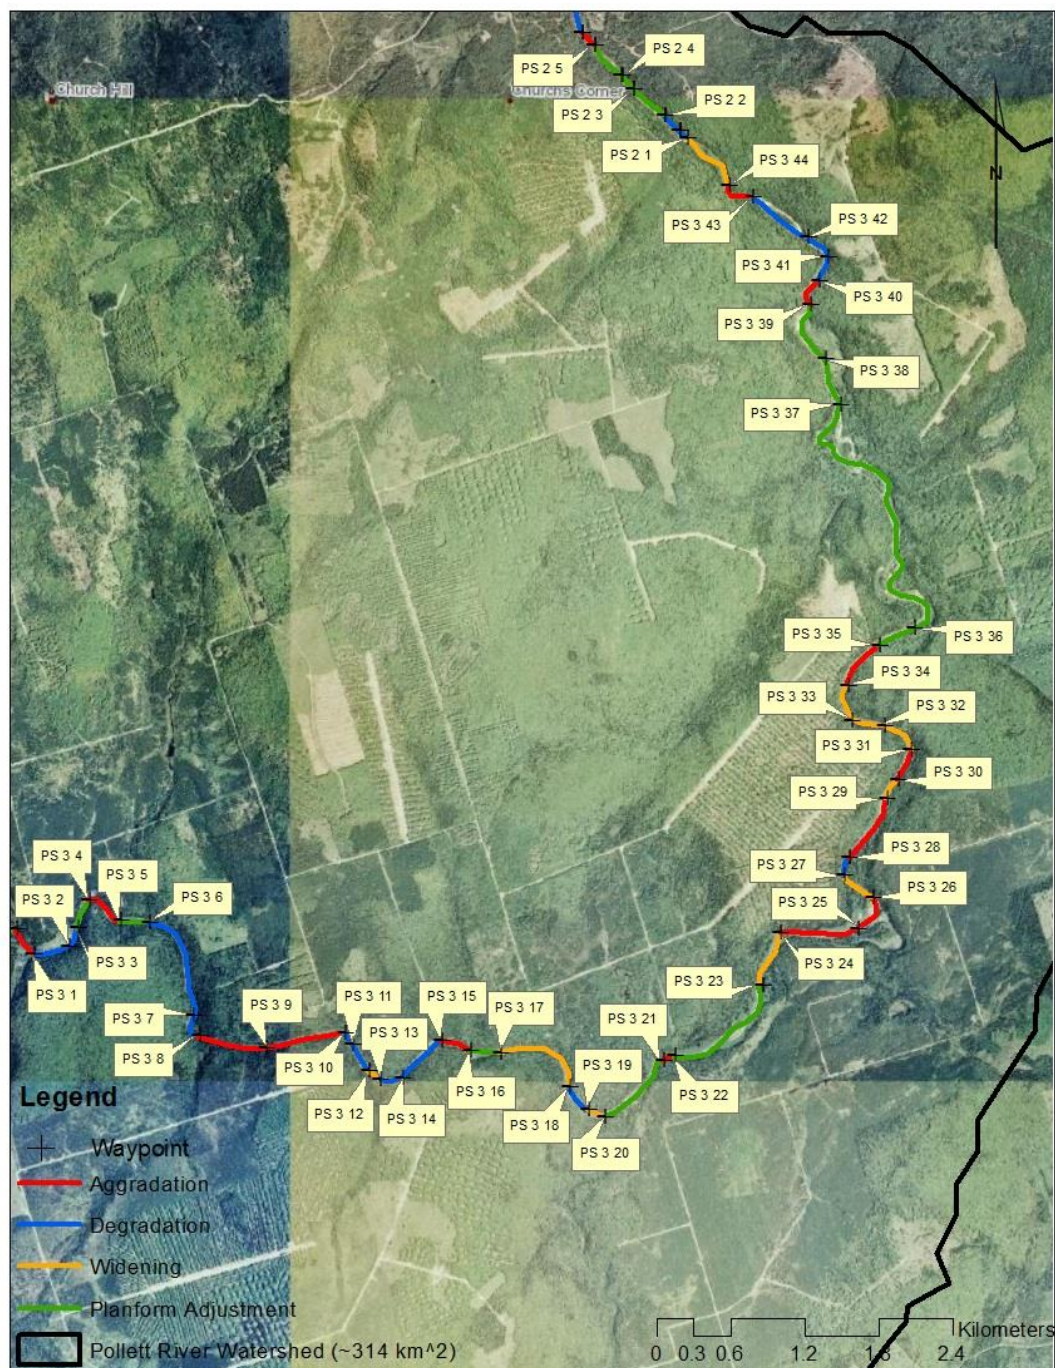 PS 2 4
PS 2 5
Church Hill
Churchs Corner
PS 2 3
PS 2 2
PS 2 1
PS 3 44
N
PS 3 43
PS 3 42
PS 3 41
PS 3 40
PS 3 39
PS 3 38
PS 3 37
PS 3 35
PS 3 36
PS 3 34
PS 3 33
PS 3 32
PS 3 31
PS 3 30
PS 3 29
PS 3 28
PS 3 27
PS 3 26
PS 3 25
PS 3 24
PS 3 4
PS 3 5
PS 3 2
PS 3 6
PS 3 3
PS 3 1
PS 3 23
PS 3 7
PS 3 8
PS 3 9
PS 3 11
PS 3 15
PS 3 17
PS 3 13
PS 3 10
PS 3 21
PS 3 19
PS 3 16
PS 3 22
PS 3 12
PS 3 14
PS 3 18
PS 3 20
Legend
Waypoint
Aggradation
Degradation
Widening
Planform Adjustment
Pollett River Watershed (~314 km^2)
Kilometers
0 0.3 0.6 1.2 1.8 2.4